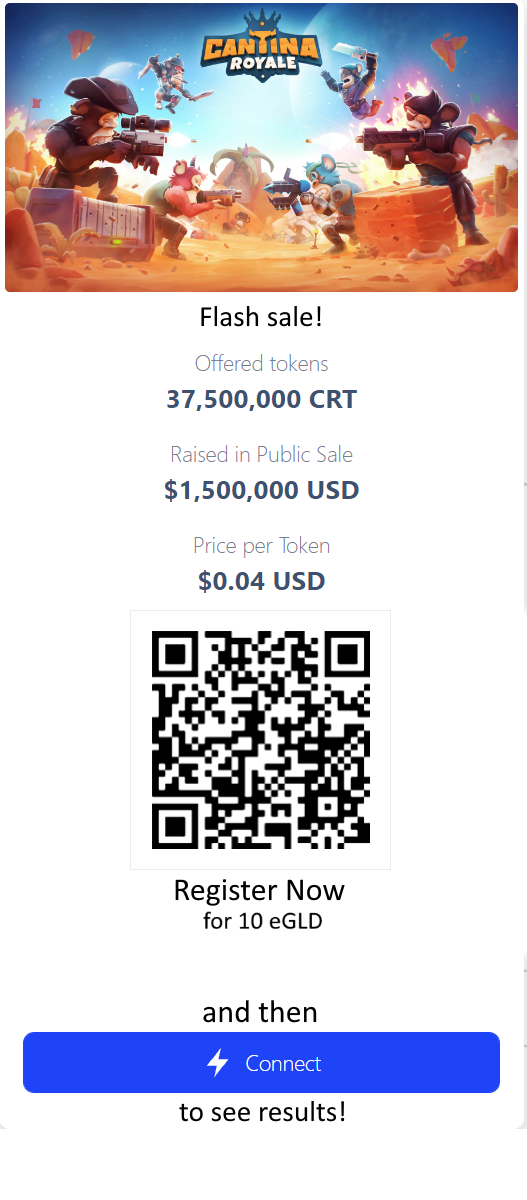 CANTINA
ROYALE
Flash sale!
Offered tokens
37,500,000 CRT
Raised in Public Sale
$1,500,000 USD
Price per Token
$0.04 USD
Register Now
for 10 eGLD
and then
Connect
to see results!